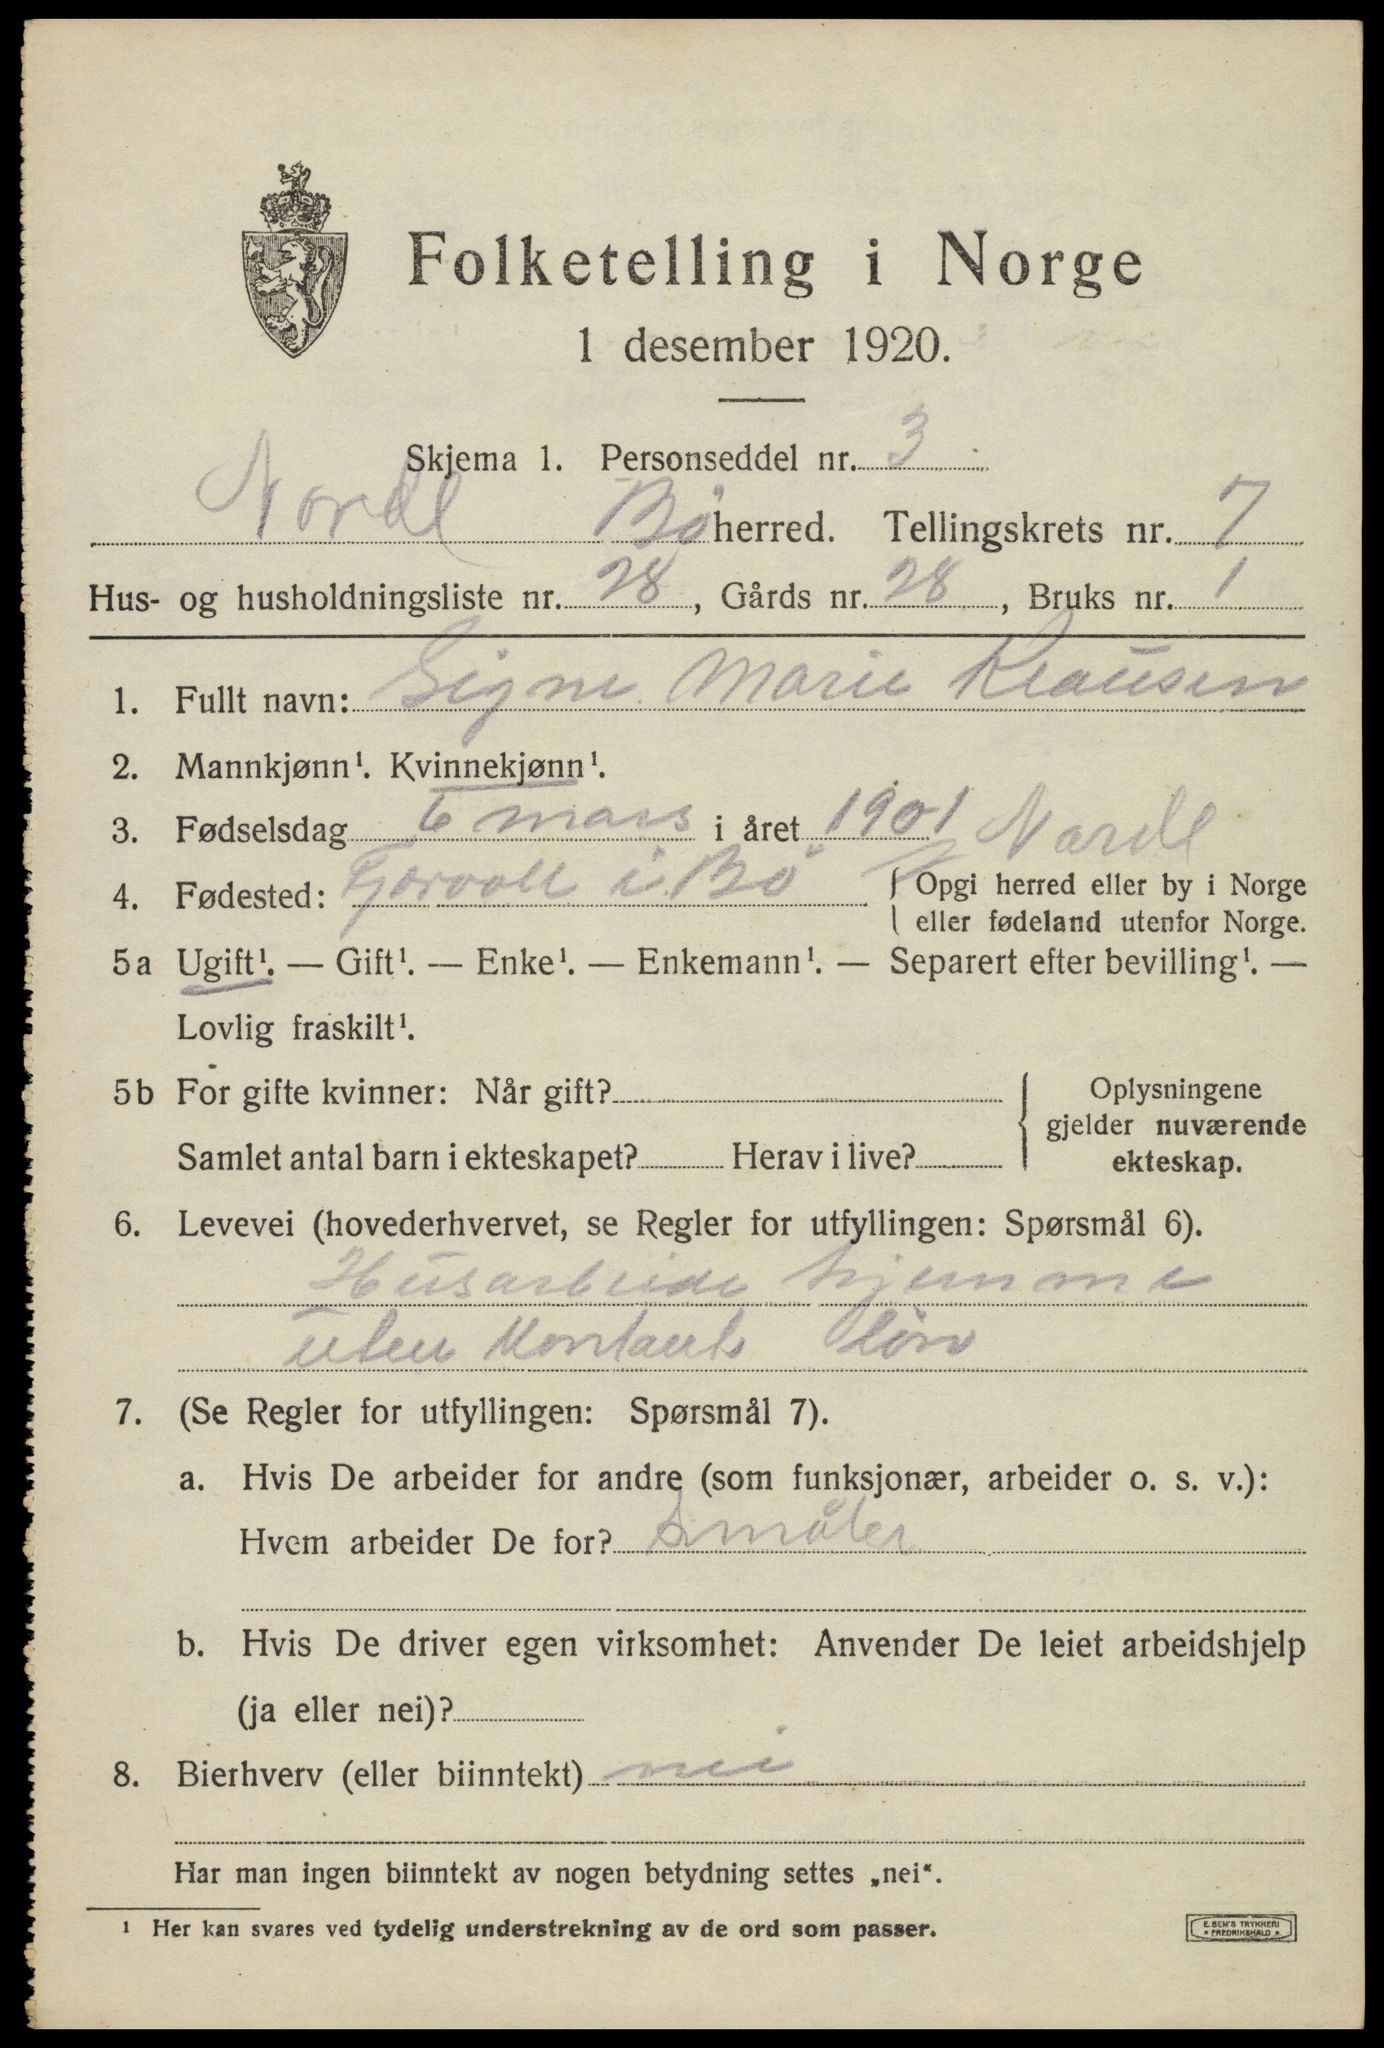 Folketelling i Norge
1 desember 1920.
Skjema 1. Personseddel nr. 3
Nordl Bø herred. Tellingskrets nr. 7
Hus- og husholdningsliste nr. 28, Gårds nr. 28, Bruks nr. 1
1. Fullt navn: Signe Marie Klausen
2. Mannkjønn¹. Kvinnekjønn¹.
3. Fødselsdag 6 mars i året 1901
4. Fødested: i Bø Nordl { Opgi herred eller by i Norge
eller fødeland utenfor Norge.
5a Ugift¹. — Gift¹. — Enke¹. — Enkemann¹. — Separert efter bevilling¹. —
Lovlig fraskilt¹.
5b For gifte kvinner: Når gift? { Oplysningene
gjelder nuværende
Samlet antal barn i ekteskapet? Herav i live? ekteskap.
6. Levevei (hovederhvervet, se Regler for utfyllingen: Spørsmål 6).
Husarbeide hjemme
uten Kontant lønn
7. (Se Regler for utfyllingen: Spørsmål 7).
a. Hvis De arbeider for andre (som funksjonær, arbeider o. s. v.):
Hvem arbeider De for?
b. Hvis De driver egen virksomhet: Anvender De leiet arbeidshjelp
(ja eller nei)?
8. Bierhverv (eller biinntekt) nei
Har man ingen biinntekt av nogen betydning settes „nei“.
¹ Her kan svares ved tydelig understrekning av de ord som passer.
E. SEM'S TRYKKERI
* FREDRIKSHALD *